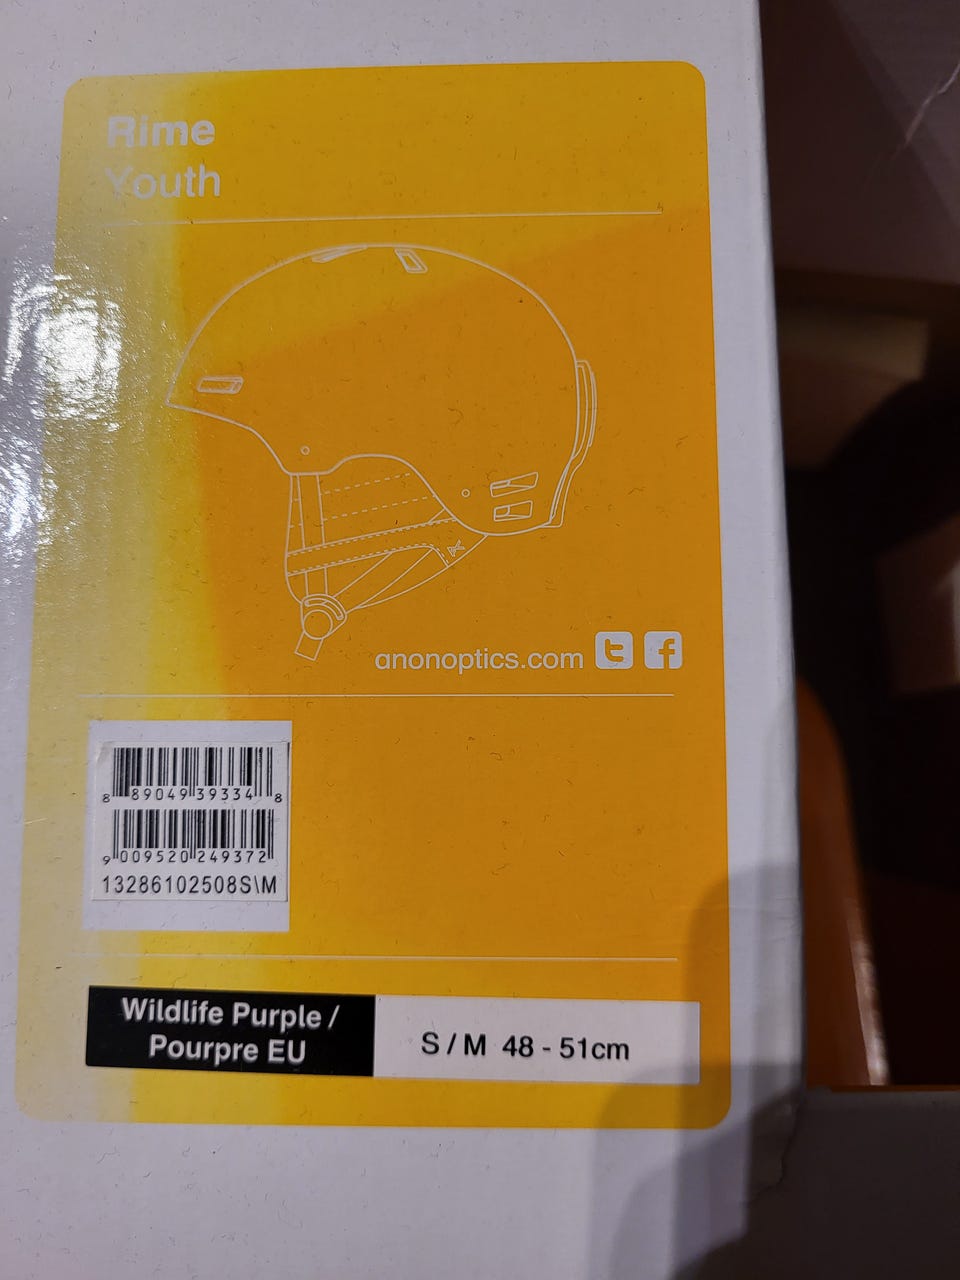 Rime
Youth
anonoptics.com
8 89049 39334 8
9 009520 249372
13286102508S\M
Wildlife Purple /
Pourpre EU
S / M 48 - 51cm